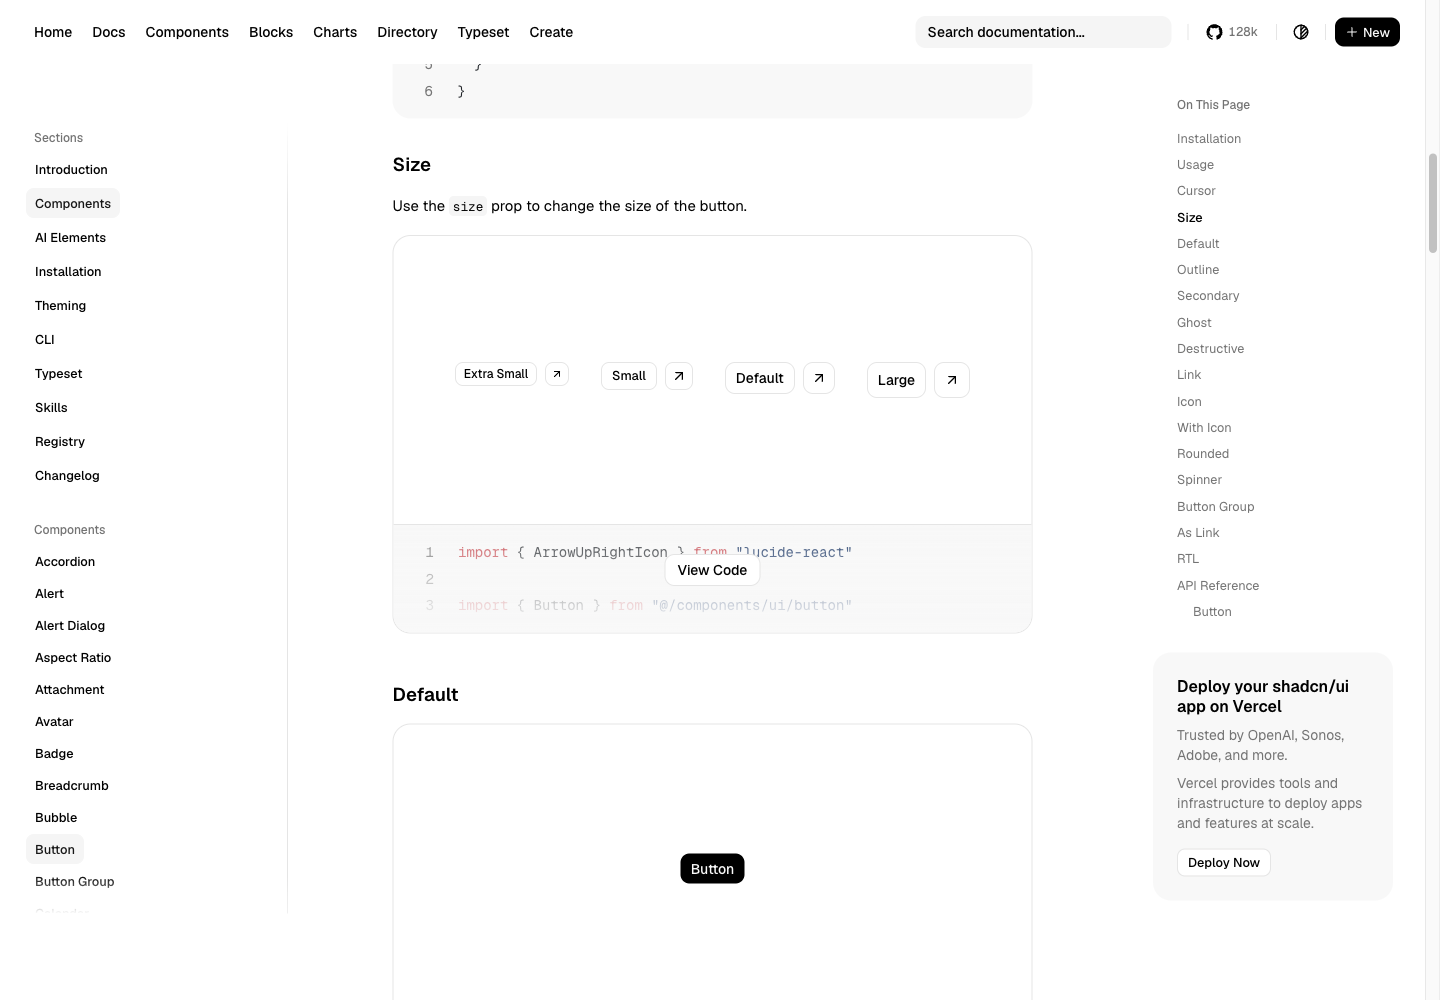 Home Docs Components Blocks Charts Directory Typeset Create
Search documentation...
128k
New
Sections
Introduction
Components
AI Elements
Installation
Theming
CLI
Typeset
Skills
Registry
Changelog
Components
Accordion
Alert
Alert Dialog
Aspect Ratio
Attachment
Avatar
Badge
Breadcrumb
Bubble
Button
Button Group
5 }
6 }
Size
Use the size prop to change the size of the button.
Extra Small
Small
Default
Large
1 import { ArrowUpRightIcon } from "lucide-react"
View Code
2
3 import { Button } from "@/components/ui/button"
Default
Button
On This Page
Installation
Usage
Cursor
Size
Default
Outline
Secondary
Ghost
Destructive
Link
Icon
With Icon
Rounded
Spinner
Button Group
As Link
RTL
API Reference
Button
Deploy your shadcn/ui
app on Vercel
Trusted by OpenAI, Sonos,
Adobe, and more.
Vercel provides tools and
infrastructure to deploy apps
and features at scale.
Deploy Now